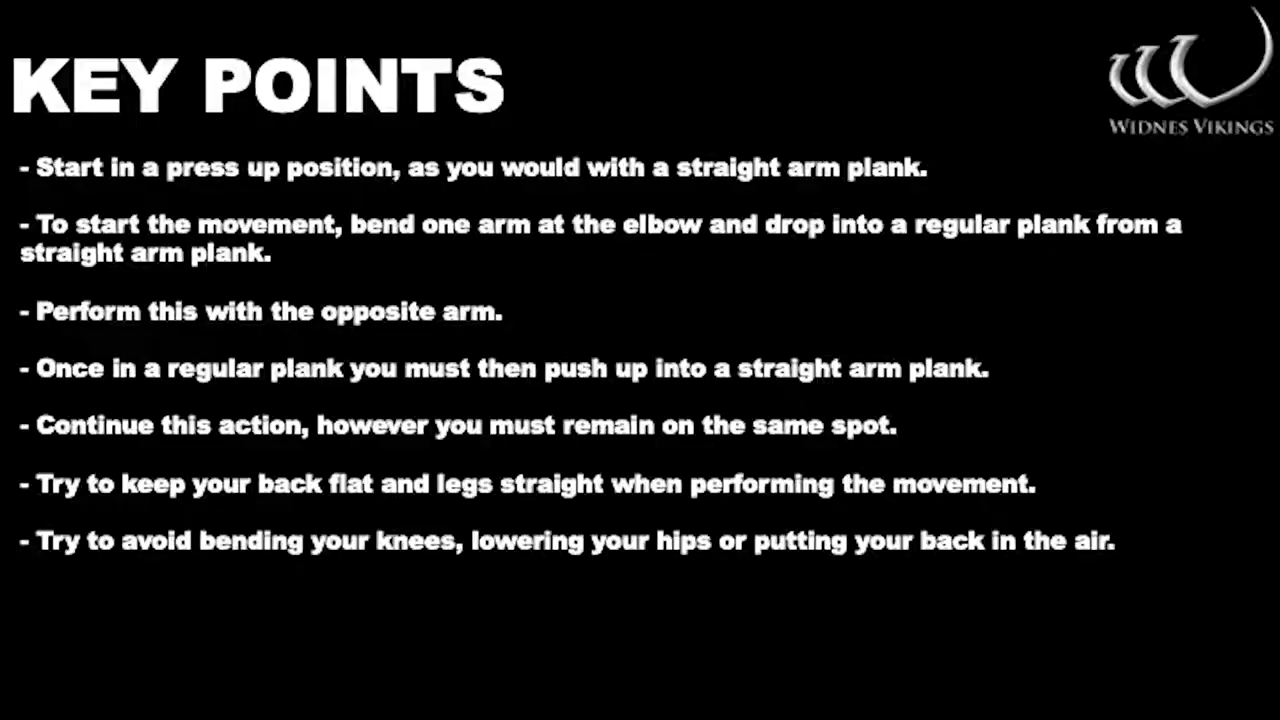 KEY POINTS
WIDNES VIKINGS
- Start in a press up position, as you would with a straight arm plank.
- To start the movement, bend one arm at the elbow and drop into a regular plank from a
straight arm plank.
- Perform this with the opposite arm.
- Once in a regular plank you must then push up into a straight arm plank.
- Continue this action, however you must remain on the same spot.
- Try to keep your back flat and legs straight when performing the movement.
- Try to avoid bending your knees, lowering your hips or putting your back in the air.